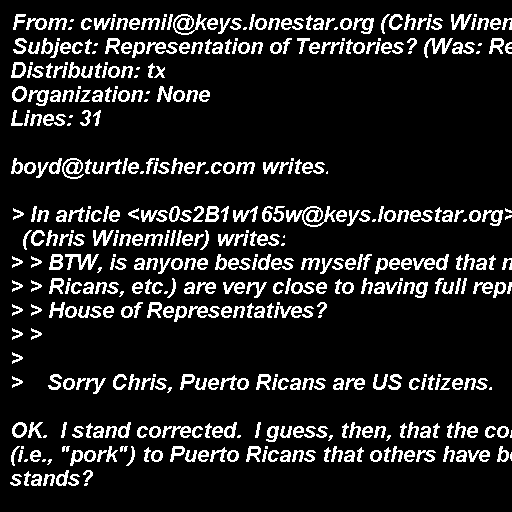 From: cwinemil@keys.lonestar.org (Chris Winem
Subject: Representation of Territories? (Was: Re
Distribution: tx
Organization: None
Lines: 31

boyd@turtle.fisher.com writes.

> In article <ws0s2B1w165w@keys.lonestar.org>
  (Chris Winemiller) writes:
> > BTW, is anyone besides myself peeved that n
> > Ricans, etc.) are very close to having full repr
> > House of Representatives?
> >
>
>    Sorry Chris, Puerto Ricans are US citizens.

OK.  I stand corrected.  I guess, then, that the co
(i.e., "pork") to Puerto Ricans that others have b
stands?